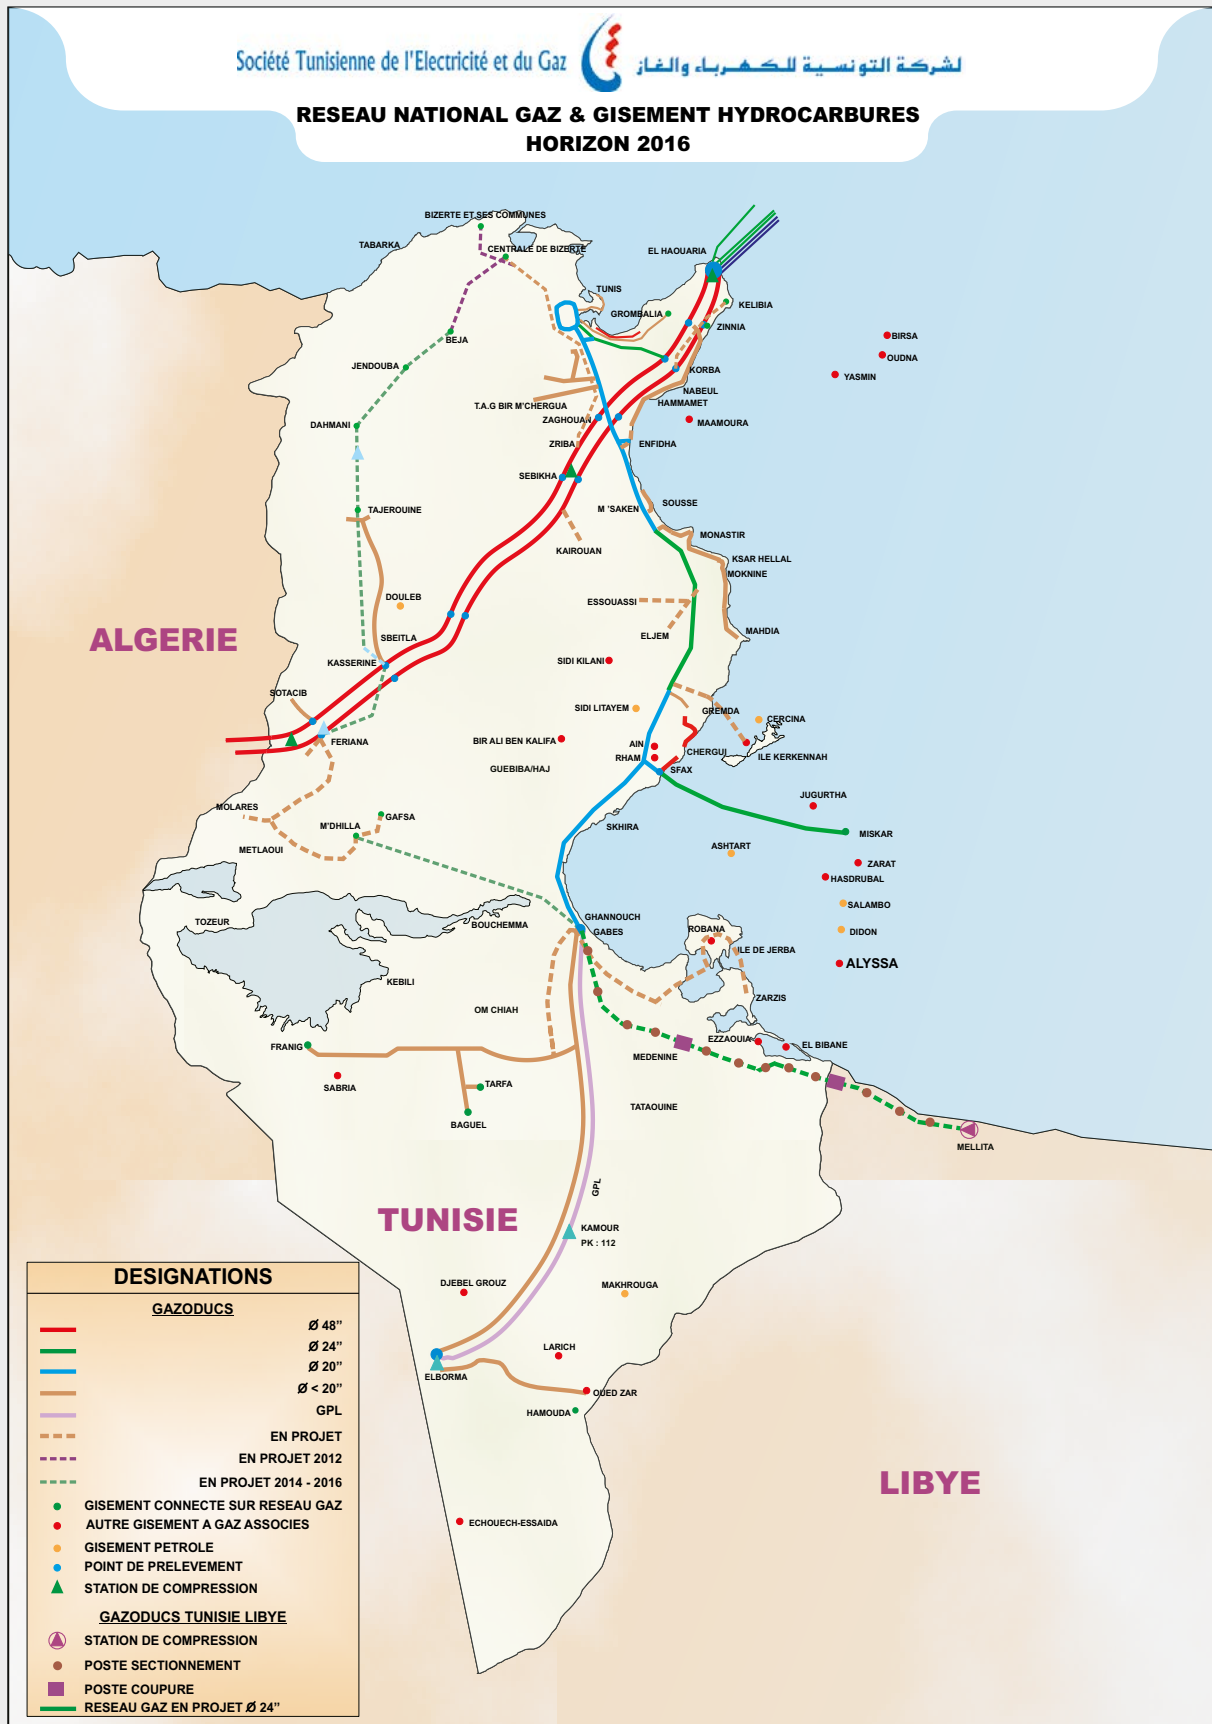 Société Tunisienne de l'Electricité et du Gaz
لشركة التونسية للكهرباء والغاز
RESEAU NATIONAL GAZ & GISEMENT HYDROCARBURES
HORIZON 2016
BIZERTE ET SES COMMUNES
TABARKA
CENTRALE DE BIZERTE
EL HAOUARIA
TUNIS
GROMBALIA
KELIBIA
ZINNIA
BEJA
BIRSA
OUDNA
JENDOUBA
KORBA
YASMIN
NABEUL
T.A.G BIR M'CHERGUA
HAMMAMET
ZAGHOUAN
MAAMOURA
DAHMANI
ZRIBA
ENFIDHA
SEBIKHA
SOUSSE
M 'SAKEN
TAJEROUINE
MONASTIR
KAIROUAN
KSAR HELLAL
MOKNINE
DOULEB
ESSOUASSI
ELJEM
MAHDIA
ALGERIE
SBEITLA
KASSERINE
SIDI KILANI
SOTACIB
SIDI LITAYEM
GREMDA
CERCINA
FERIANA
BIR ALI BEN KALIFA
AIN
RHAM
CHERGUI
ILE KERKENNAH
GUEBIBA/HAJ
SFAX
JUGURTHA
MOLARES
GAFSA
M'DHILLA
SKHIRA
MISKAR
METLAOUI
ASHTART
ZARAT
HASDRUBAL
SALAMBO
TOZEUR
BOUCHEMMA
GHANNOUCH
GABES
ROBANA
DIDON
ILE DE JERBA
ALYSSA
KEBILI
ZARZIS
OM CHIAH
FRANIG
EZZAOUIA
EL BIBANE
MEDENINE
SABRIA
TARFA
TATAOUINE
BAGUEL
MELLITA
GPL
TUNISIE
KAMOUR
PK : 112
DJEBEL GROUZ
MAKHROUGA
LARICH
ELBORMA
OUED ZAR
HAMOUDA
LIBYE
ECHOUECH-ESSAIDA
DESIGNATIONS
GAZODUCS
Ø 48”
Ø 24”
Ø 20”
Ø < 20”
GPL
EN PROJET
EN PROJET 2012
EN PROJET 2014 - 2016
GISEMENT CONNECTE SUR RESEAU GAZ
AUTRE GISEMENT A GAZ ASSOCIES
GISEMENT PETROLE
POINT DE PRELEVEMENT
STATION DE COMPRESSION
GAZODUCS TUNISIE LIBYE
STATION DE COMPRESSION
POSTE SECTIONNEMENT
POSTE COUPURE
RESEAU GAZ EN PROJET Ø 24”